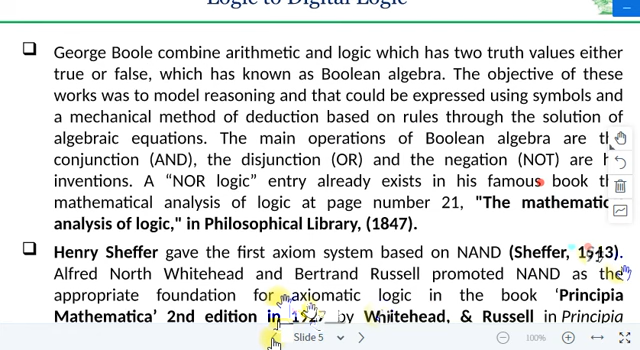 Logic to Digital Logic
George Boole combine arithmetic and logic which has two truth values either
true or false, which has known as Boolean algebra. The objective of these
works was to model reasoning and that could be expressed using symbols and
a mechanical method of deduction based on rules through the solution of
algebraic equations. The main operations of Boolean algebra are
conjunction (AND), the disjunction (OR) and the negation (NOT) are
inventions. A “NOR logic” entry already exists in his famous book
mathematical analysis of logic at page number 21, "The
analysis of logic," in Philosophical Library, (1847).
Henry Sheffer gave the first axiom system based on NAND (Sheffer,
Alfred North Whitehead and Bertrand Russell promoted NAND as the
appropriate foundation for axiomatic logic in the book ‘Principia
Mathematica’ 2nd edition in 1927 by Whitehead, & Russell in Principia
Slide 5
100%